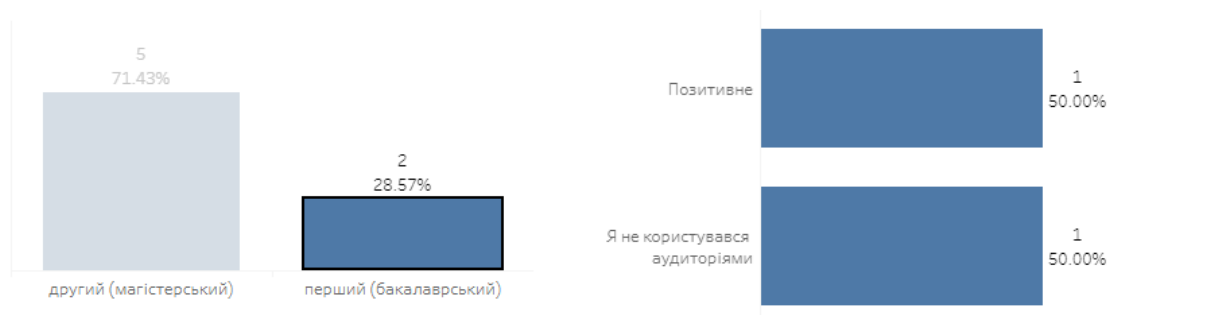 5
71.43%
2
28.57%
другий (магістерський)
перший (бакалаврський)
Позитивне
1
50.00%
Я не користувався
аудиторіями
1
50.00%